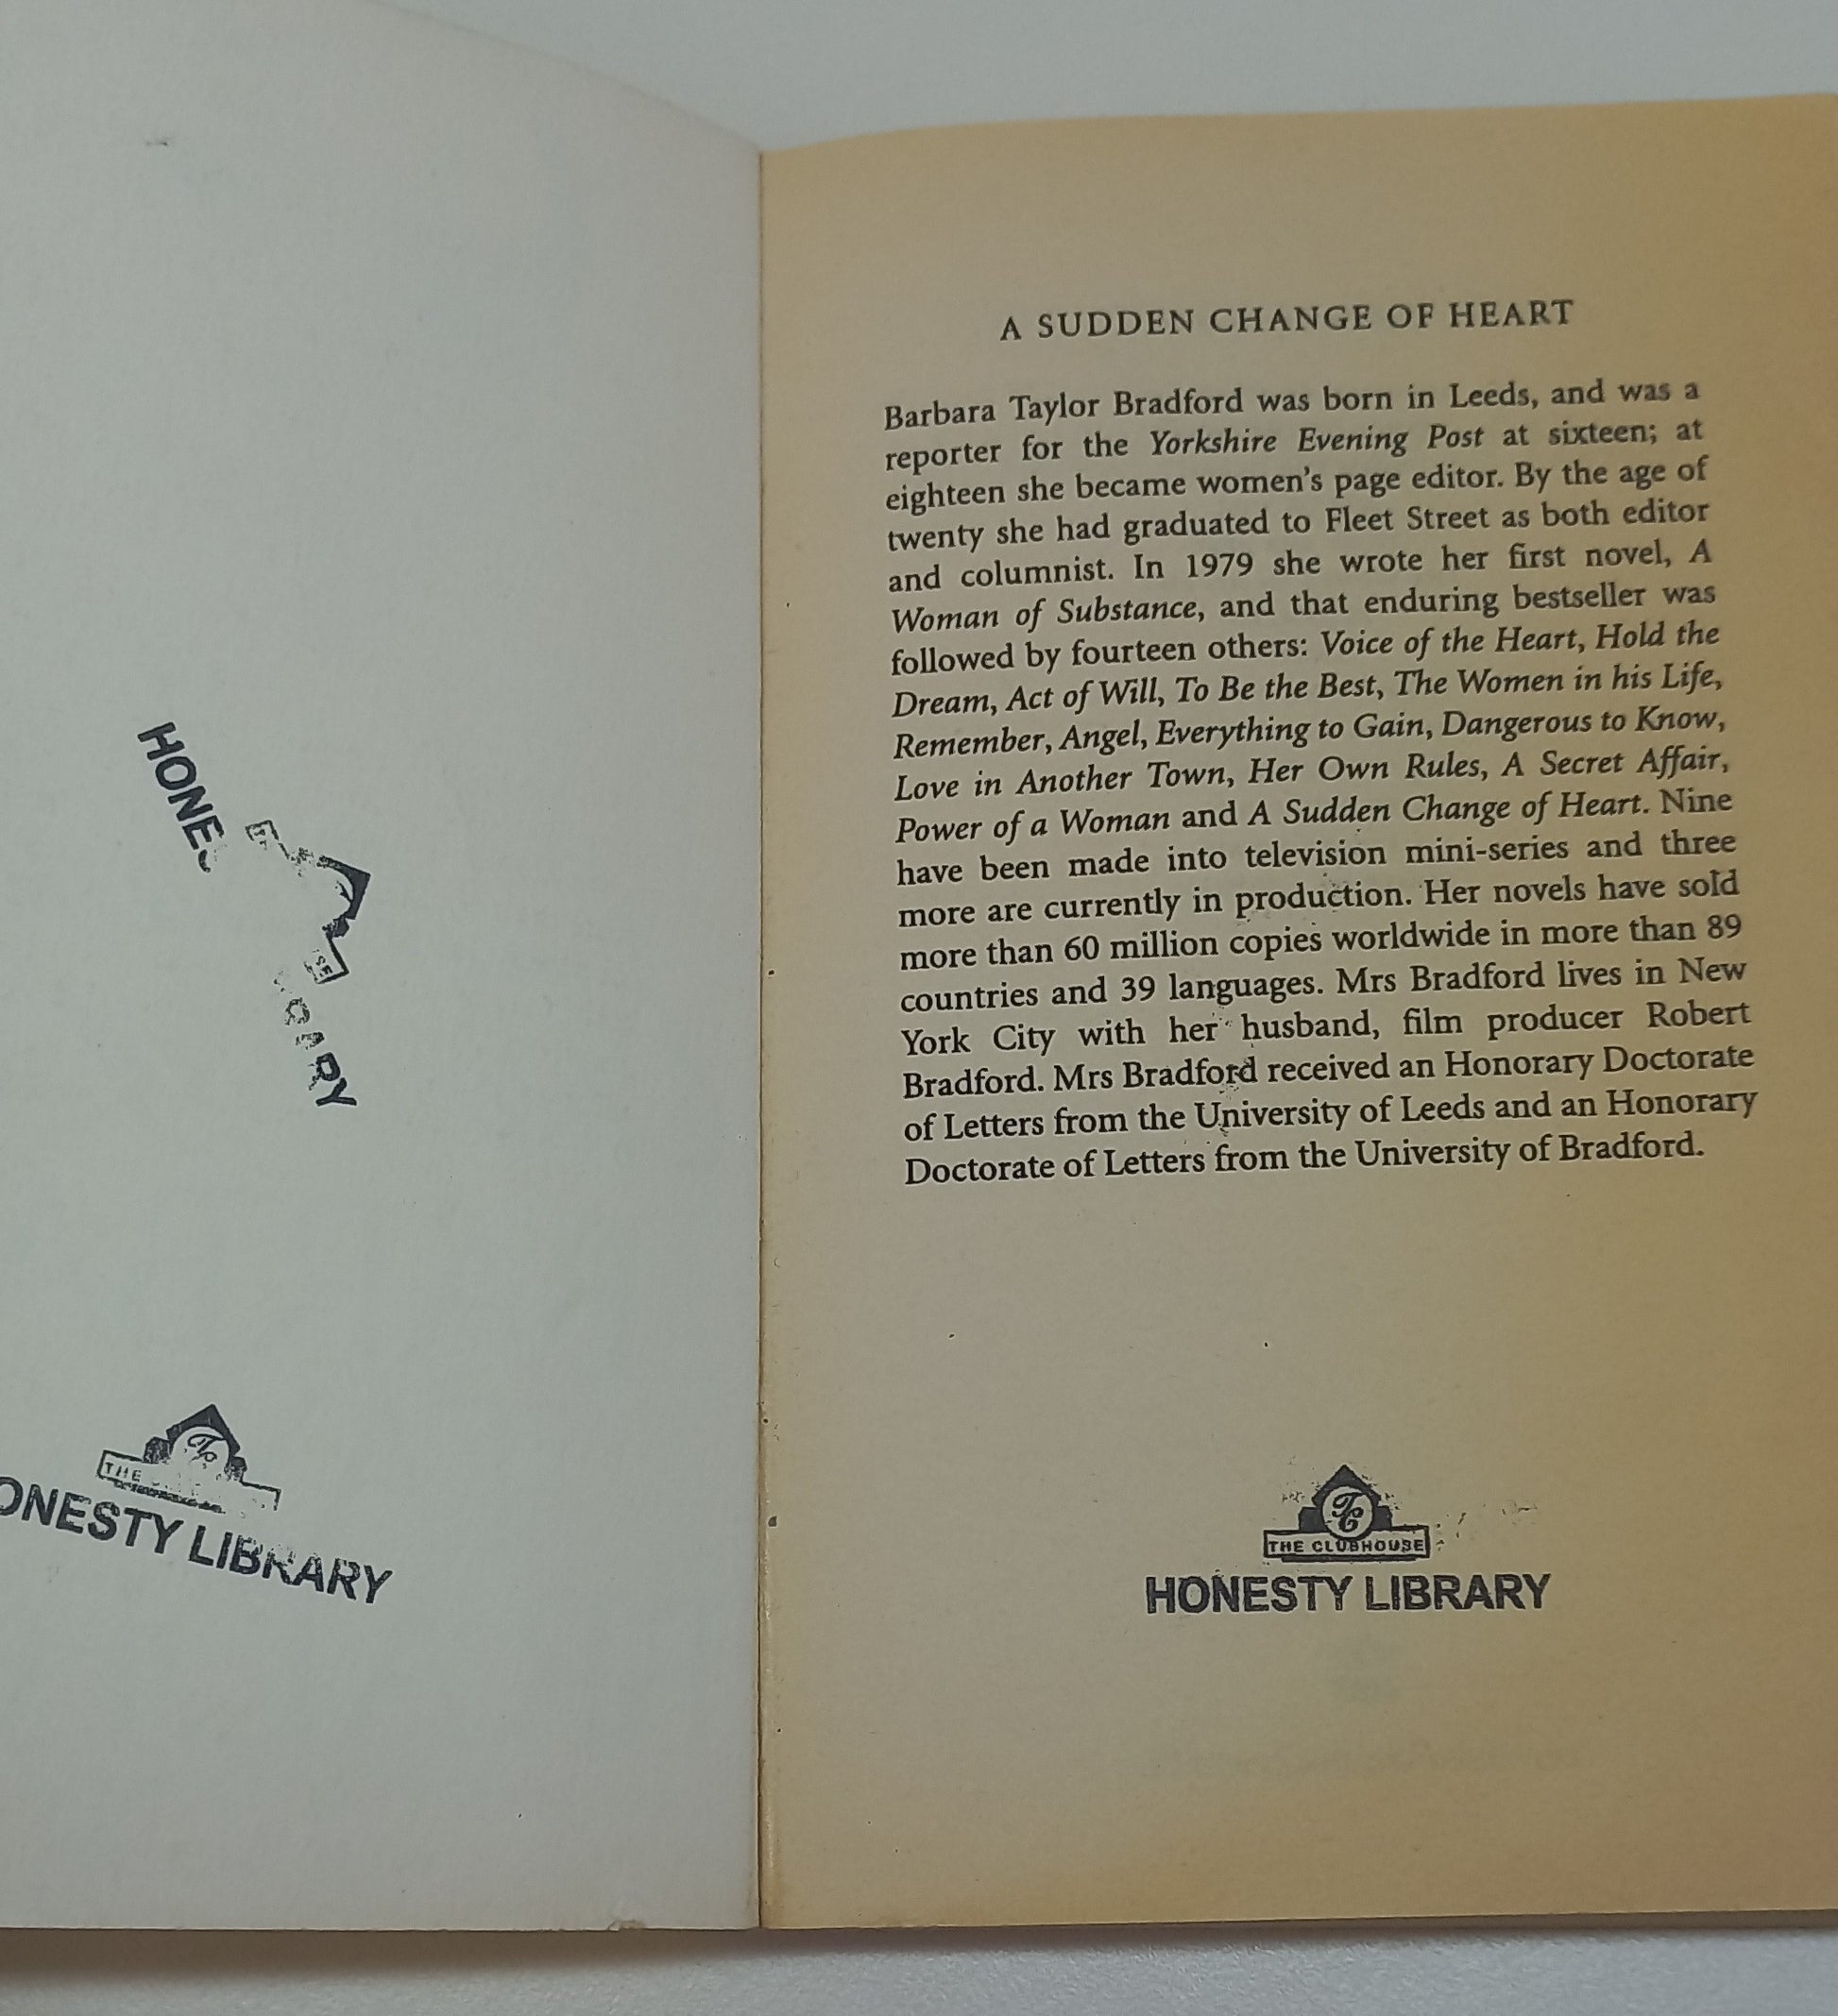 HONES
SE
RARY
THE
ONESTY LIBRARY
A SUDDEN CHANGE OF HEART
Barbara Taylor Bradford was born in Leeds, and was a
reporter for the Yorkshire Evening Post at sixteen; at
eighteen she became women's page editor. By the age of
twenty she had graduated to Fleet Street as both editor
and columnist. In 1979 she wrote her first novel, A
Woman of Substance, and that enduring bestseller was
followed by fourteen others: Voice of the Heart, Hold the
Dream, Act of Will, To Be the Best, The Women in his Life,
Remember, Angel, Everything to Gain, Dangerous to Know,
Love in Another Town, Her Own Rules, A Secret Affair,
Power of a Woman and A Sudden Change of Heart. Nine
have been made into television mini-series and three
more are currently in production. Her novels have sold
more than 60 million copies worldwide in more than 89
countries and 39 languages. Mrs Bradford lives in New
York City with her husband, film producer Robert
Bradford. Mrs Bradford received an Honorary Doctorate
of Letters from the University of Leeds and an Honorary
Doctorate of Letters from the University of Bradford.
TC
THE CLUBHOUSE
HONESTY LIBRARY